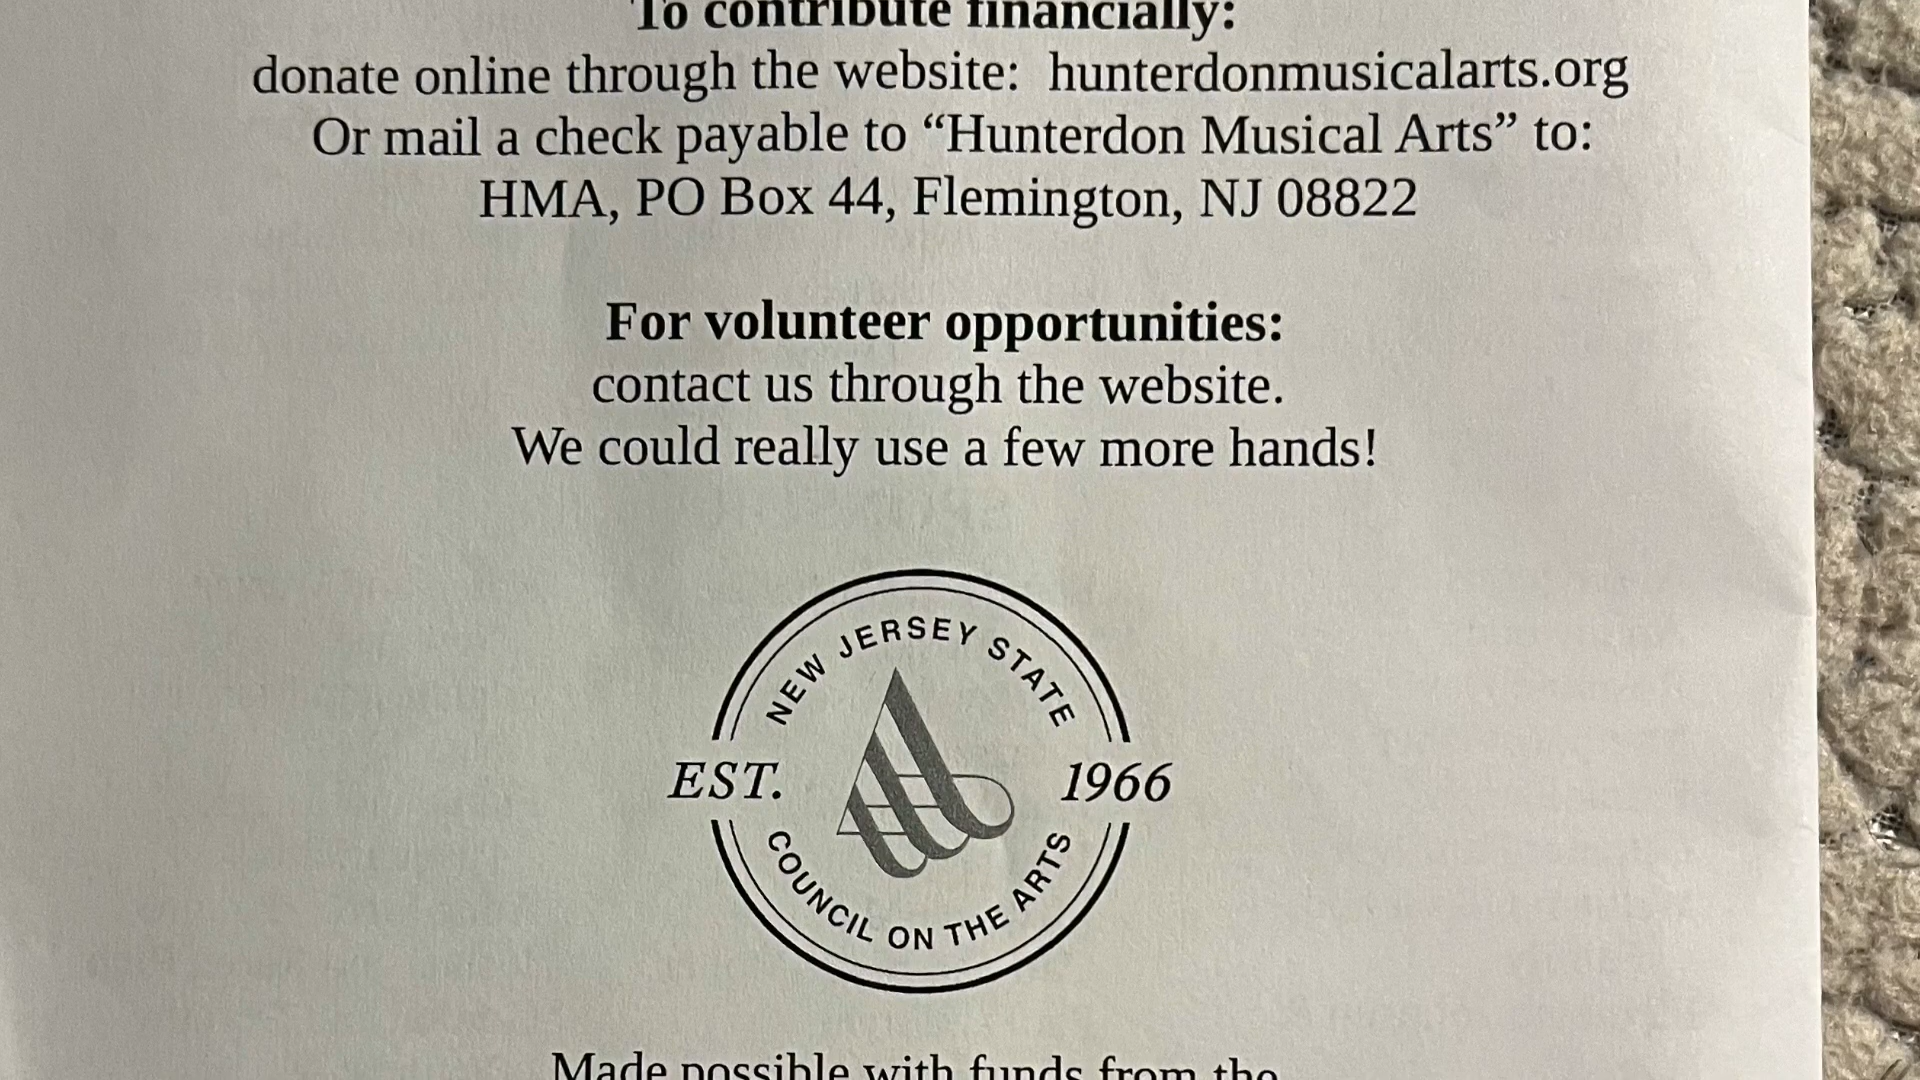 To contribute financially:
donate online through the website: hunterdonmusicalarts.org
Or mail a check payable to “Hunterdon Musical Arts” to:
HMA, PO Box 44, Flemington, NJ 08822
For volunteer opportunities:
contact us through the website.
We could really use a few more hands!
NEW JERSEY STATE
EST. 1966
COUNCIL ON THE ARTS
Made possible with funds from the